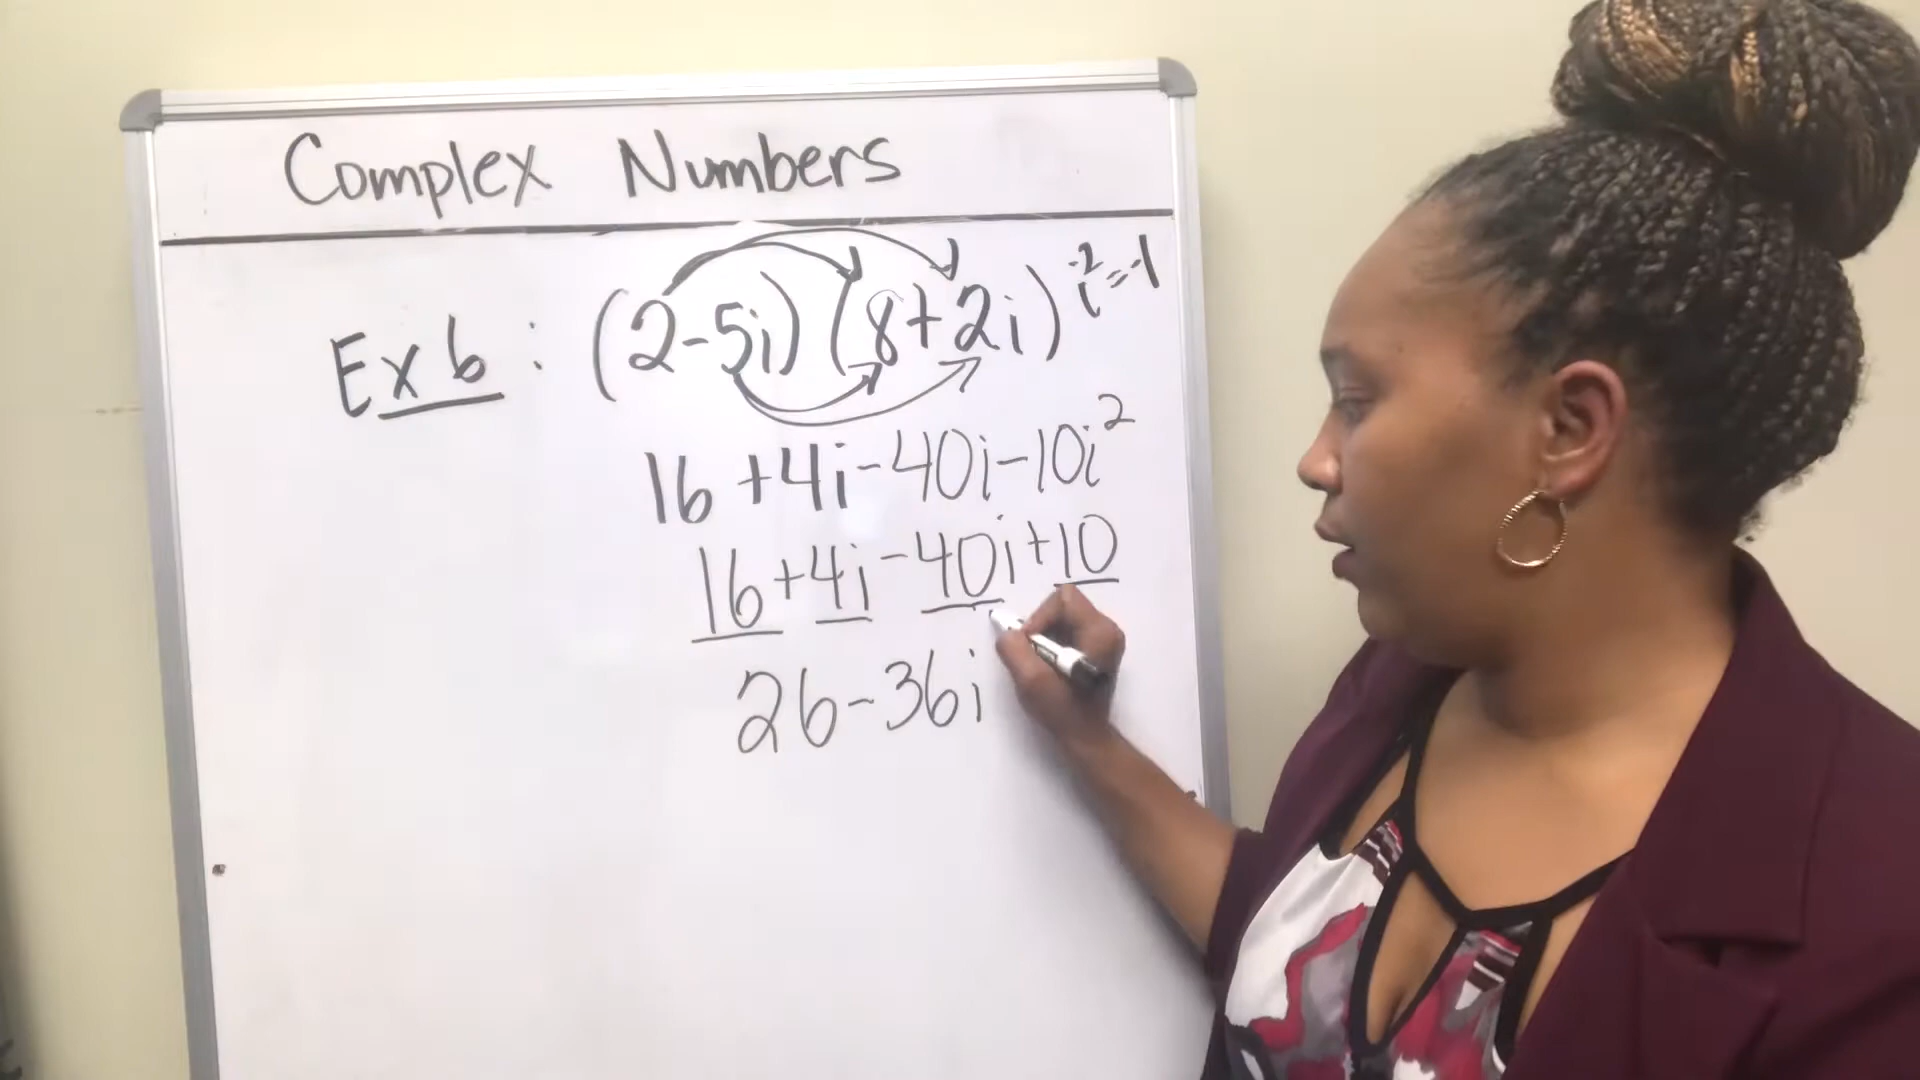 Complex Numbers
Ex 6 : (2-5i) (8+2i) i²=-1
16 +4i-40i-10i²
16+4i-40i+10
26-36i